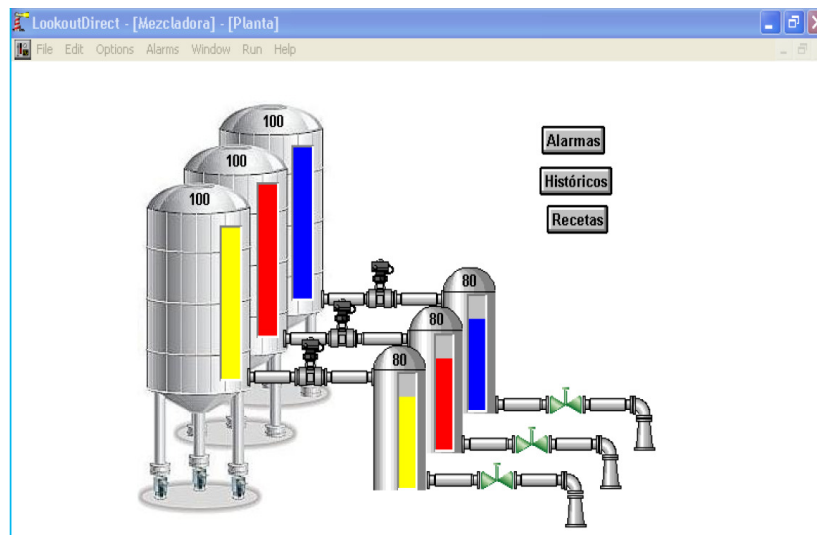 LookoutDirect - [Mezcladora] - [Planta]
File Edit Options Alarms Window Run Help
100
100
100
Alarmas
Históricos
Recetas
80
80
80